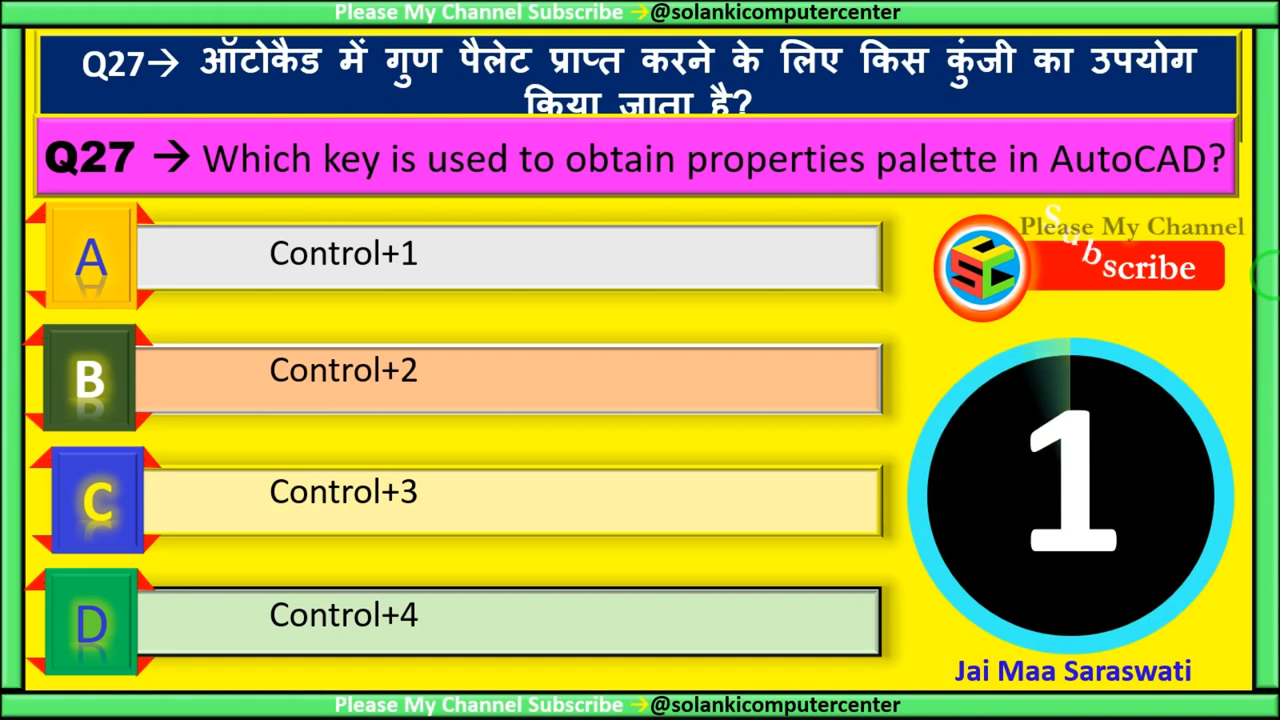 Please My Channel Subscribe →@solankicomputercenter
Q27→ ऑटोकैड में गुण पैलेट प्राप्त करने के लिए किस कुंजी का उपयोग
किया जाता है?
Q27 → Which key is used to obtain properties palette in AutoCAD?
A Control+1
Please My Channel
Subscribe
SCC
B Control+2
1
C Control+3
D Control+4
Jai Maa Saraswati
Please My Channel Subscribe →@solankicomputercenter